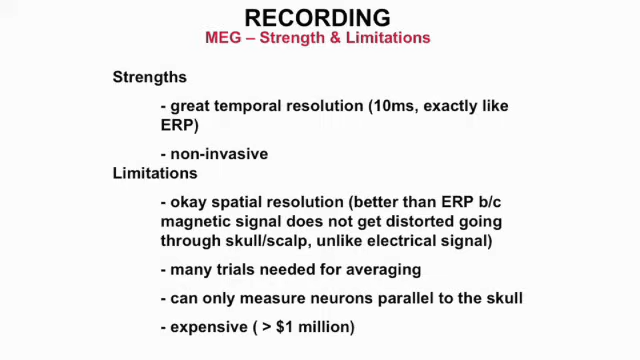 RECORDING
MEG – Strength & Limitations
Strengths
- great temporal resolution (10ms, exactly like
ERP)
- non-invasive
Limitations
- okay spatial resolution (better than ERP b/c
magnetic signal does not get distorted going
through skull/scalp, unlike electrical signal)
- many trials needed for averaging
- can only measure neurons parallel to the skull
- expensive ( > $1 million)